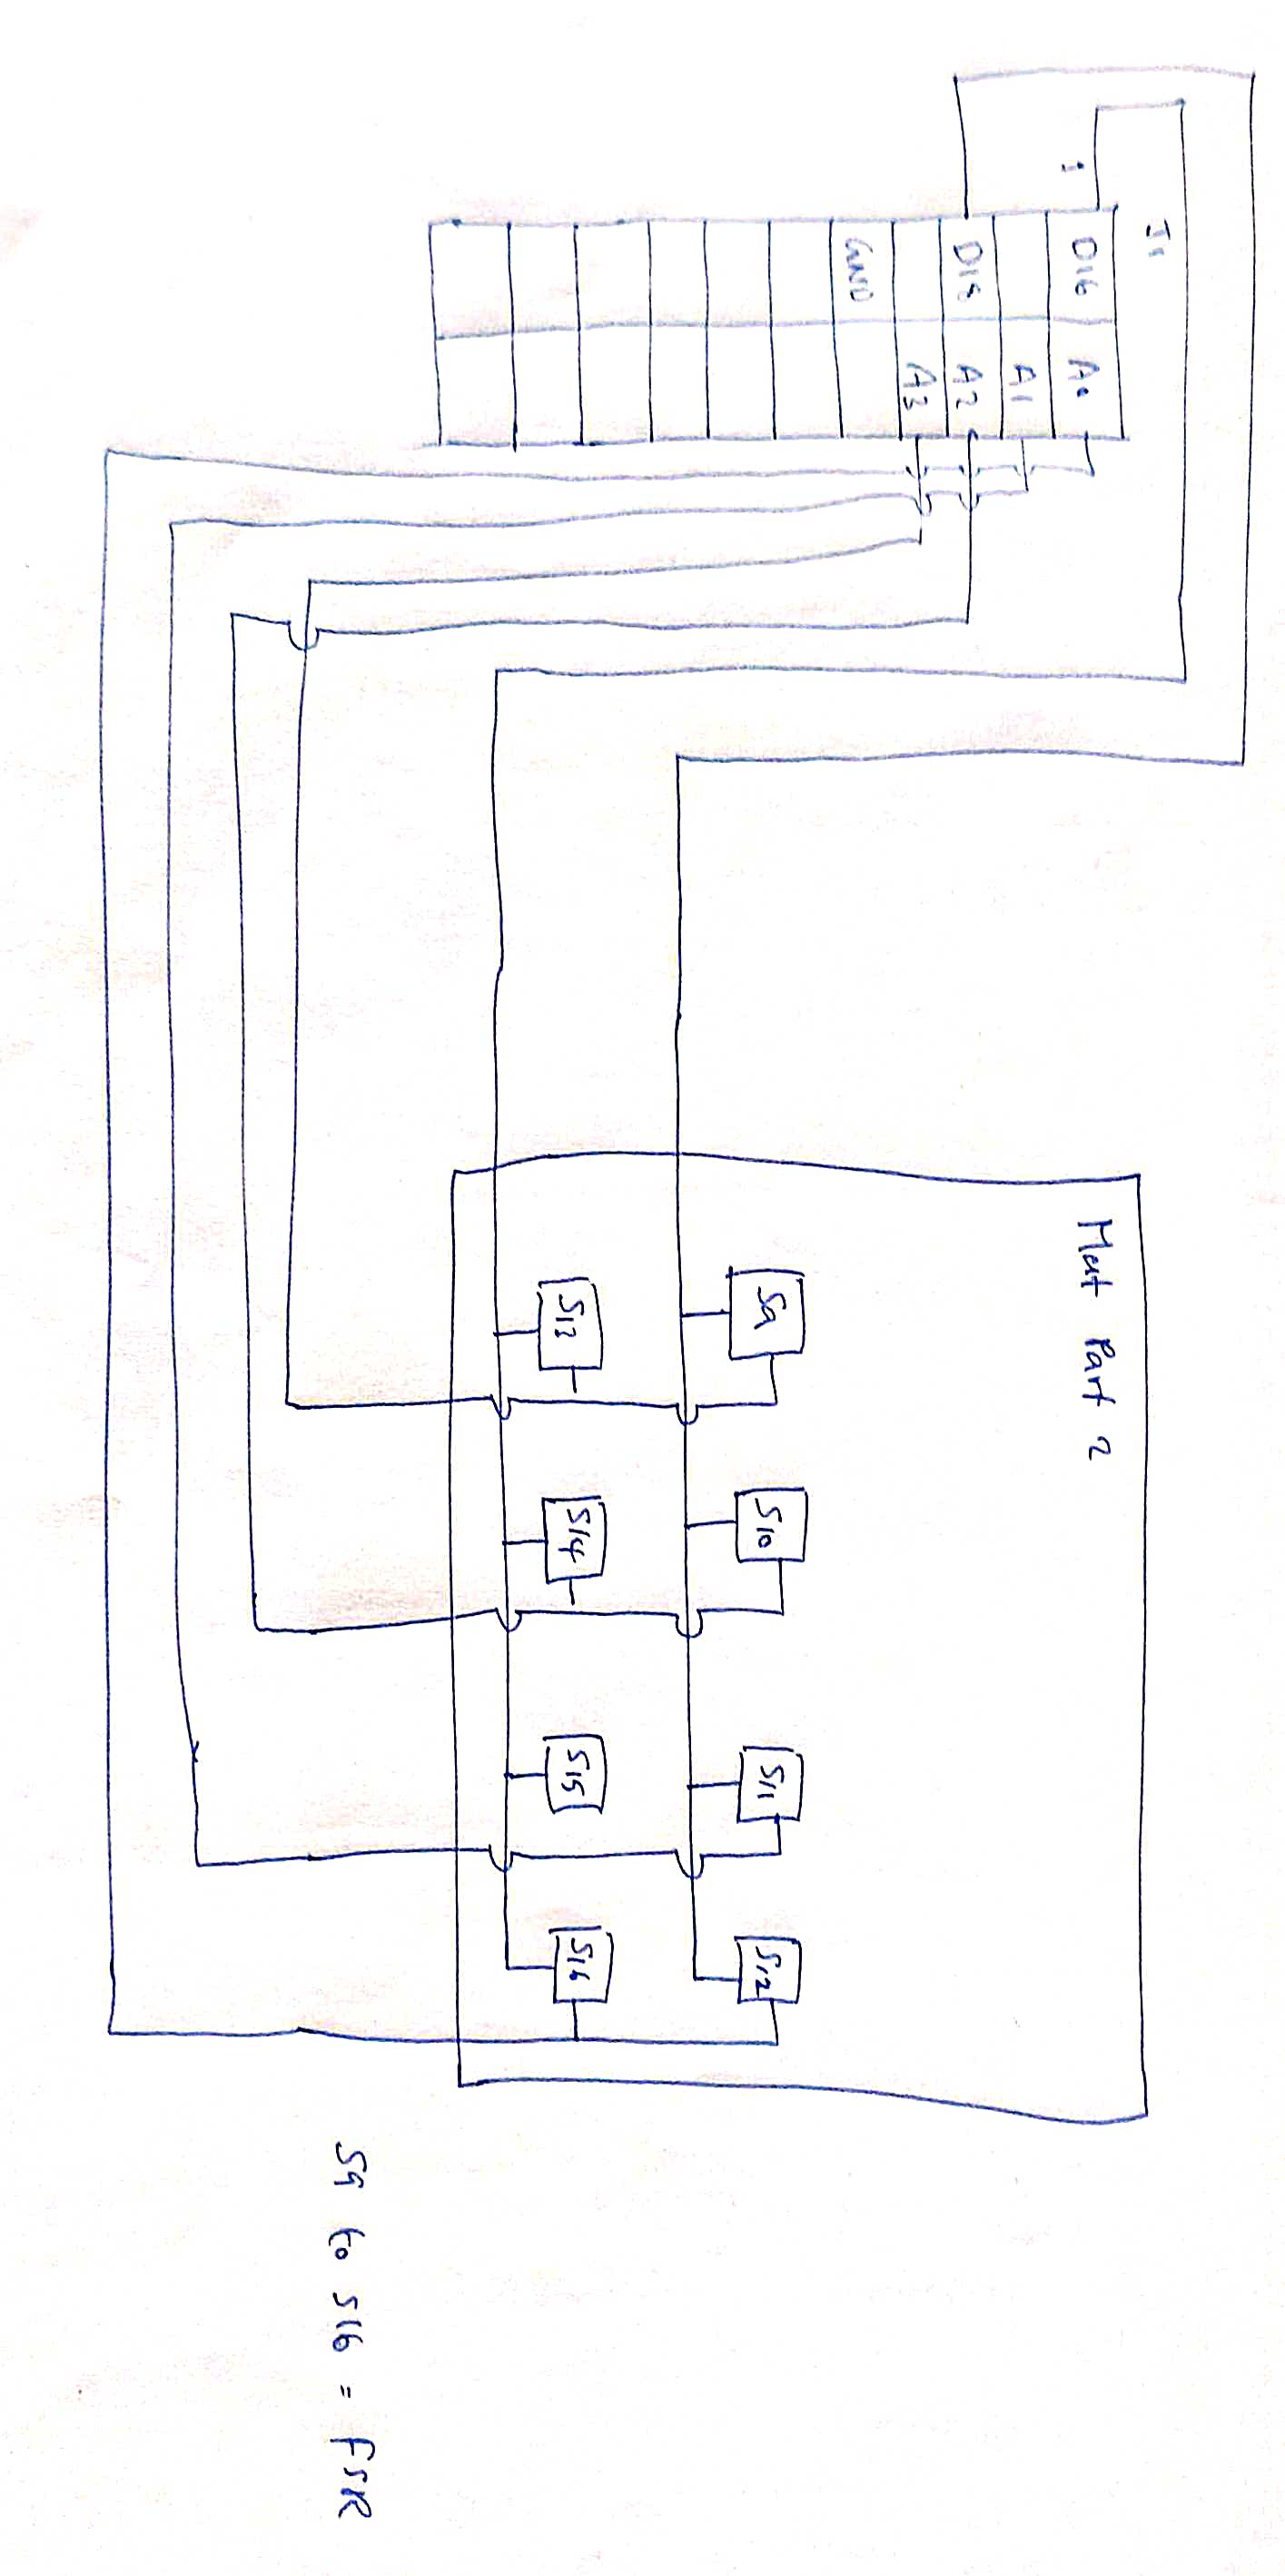 J1
1
D16 A0
A1
D18 A2
A3
GND
Mat Part 2
S9 S10 S11 S12
S13 S14 S15 S16
S9 to S16 = FSR